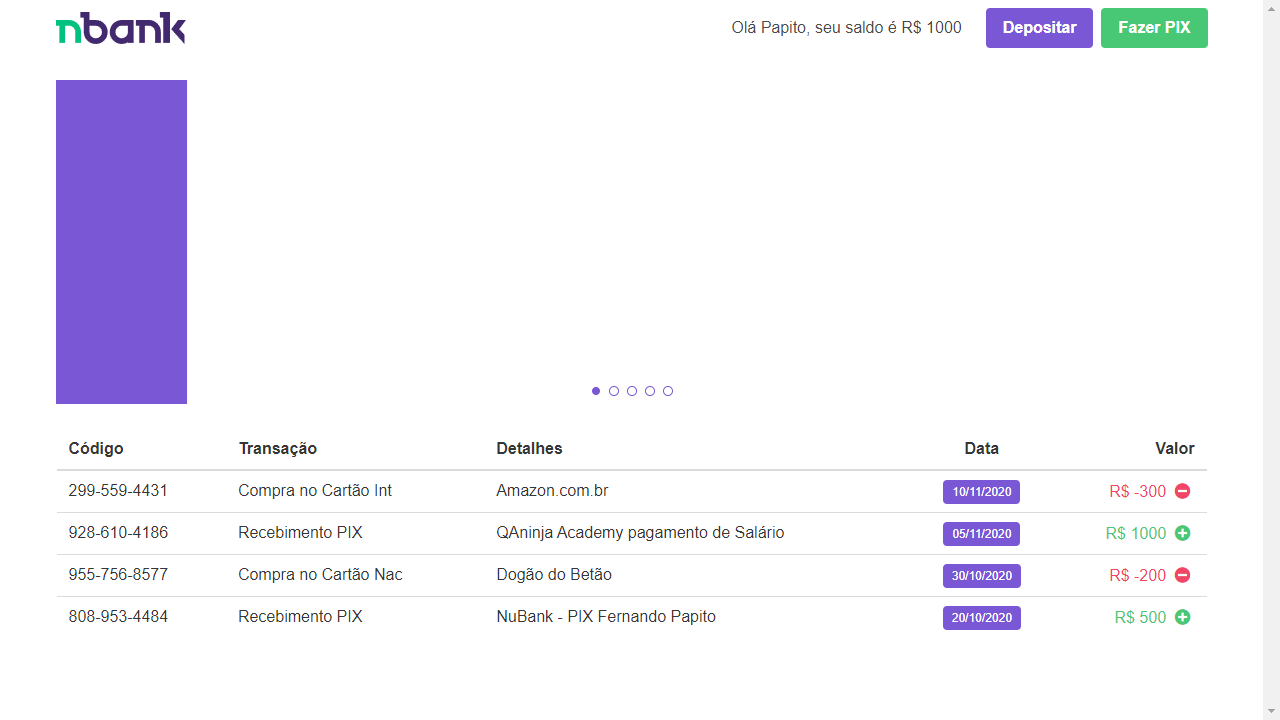 nbank
Olá Papito, seu saldo é R$ 1000 Depositar Fazer PIX
Código Transação Detalhes Data Valor
299-559-4431 Compra no Cartão Int Amazon.com.br 10/11/2020 R$ -300
928-610-4186 Recebimento PIX QAninja Academy pagamento de Salário 05/11/2020 R$ 1000
955-756-8577 Compra no Cartão Nac Dogão do Betão 30/10/2020 R$ -200
808-953-4484 Recebimento PIX NuBank - PIX Fernando Papito 20/10/2020 R$ 500